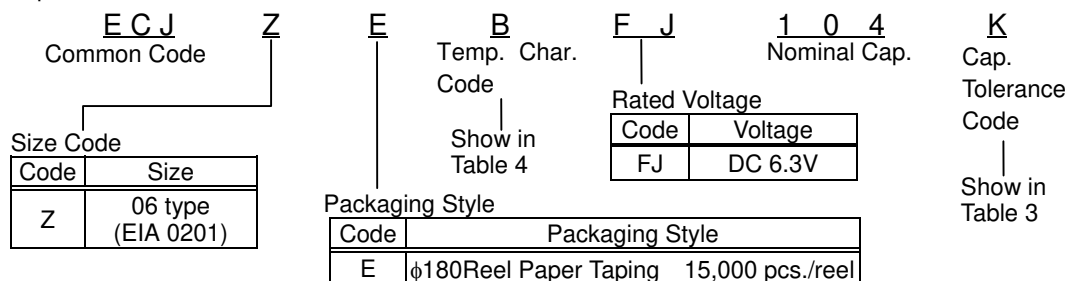 E C J Z E B F J 1 0 4 K
Common Code Temp. Char. Nominal Cap. Cap.
Code Tolerance
Rated Voltage Code
Code Voltage
FJ DC 6.3V
Show in
Table 4
Show in
Table 3
Size Code
Code Size
Z 06 type
(EIA 0201)
Packaging Style
Code Packaging Style
E ϕ180Reel Paper Taping 15,000 pcs./reel